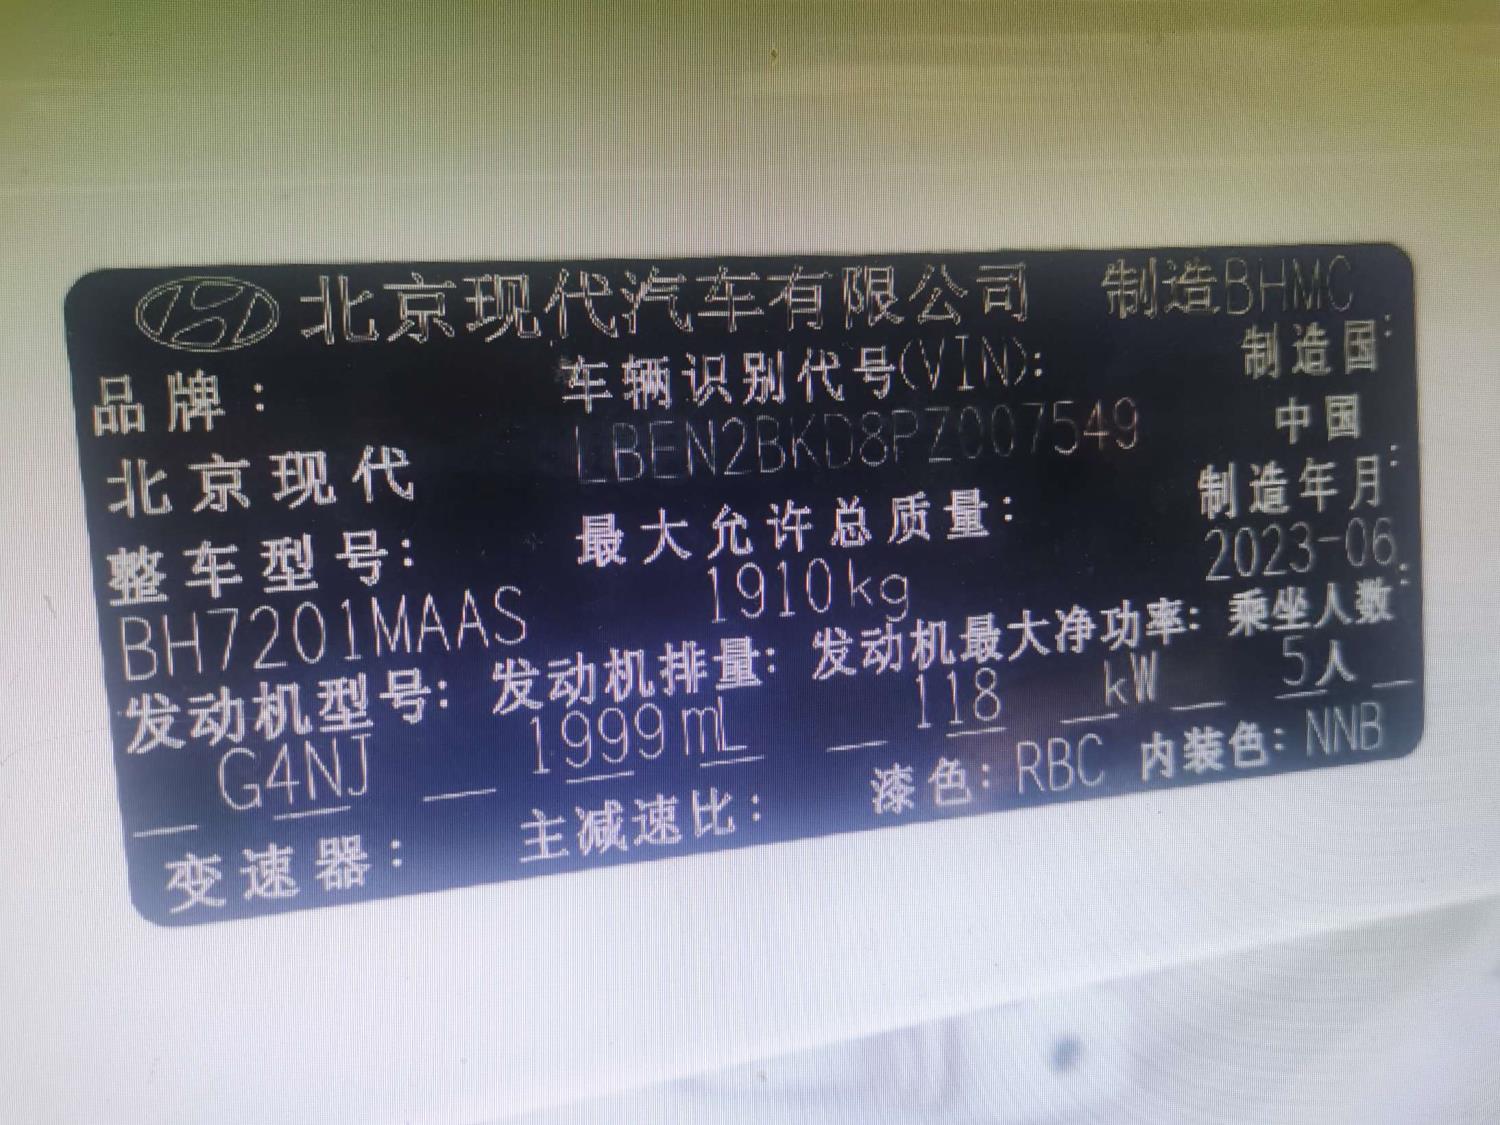 北京现代汽车有限公司 制造BHMC
品牌: 车辆识别代号(VIN): 制造国:
北京现代 LBEN2BKD8PZ007549 中国
整车型号: 最大允许总质量: 制造年月:
BH7201MAAS 1910kg 2023-06
发动机型号: 发动机排量: 发动机最大净功率: 乘坐人数:
G4NJ 1999mL 118 kW 5人
变速器: 主减速比: 漆色: RBC 内装色: NNB